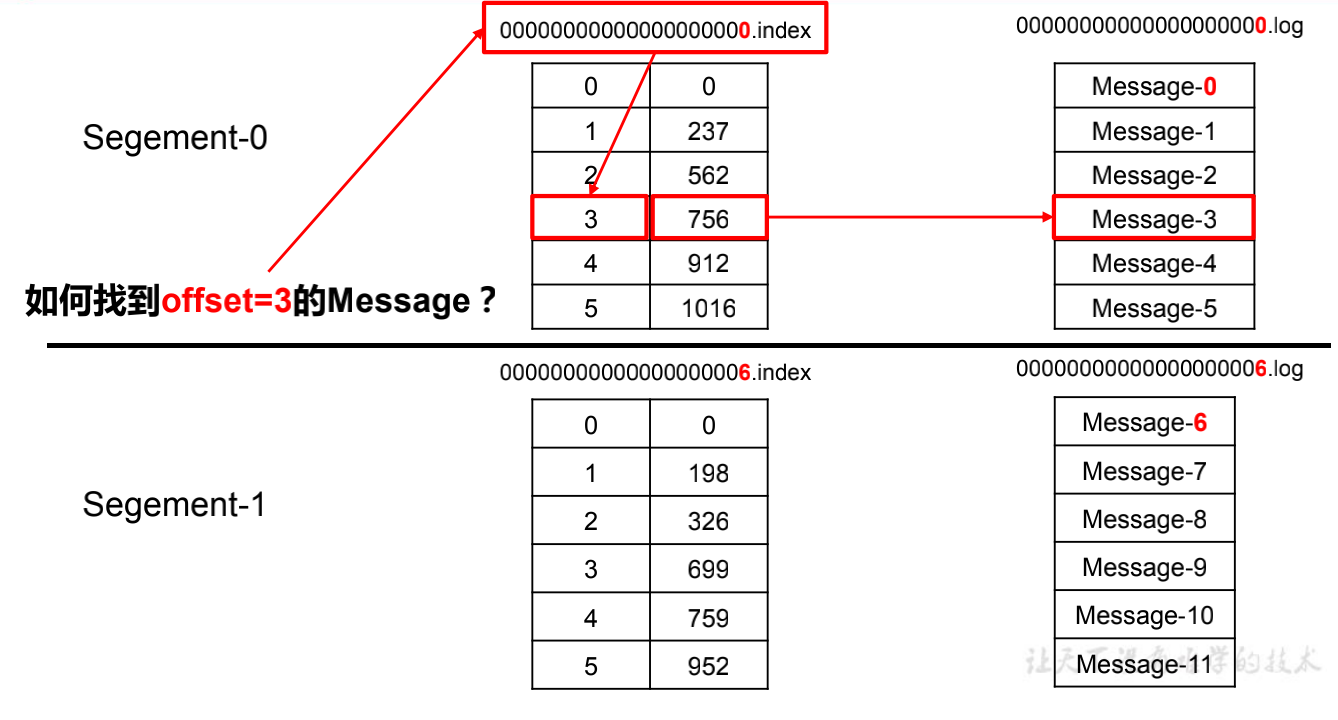 00000000000000000000.index
00000000000000000000.log
Segement-0
0 0
1 237
2 562
3 756
4 912
5 1016
Message-0
Message-1
Message-2
Message-3
Message-4
Message-5
如何找到offset=3的Message？
00000000000000000006.index
00000000000000000006.log
Segement-1
0 0
1 198
2 326
3 699
4 759
5 952
Message-6
Message-7
Message-8
Message-9
Message-10
Message-11
让天下没有难学的技术